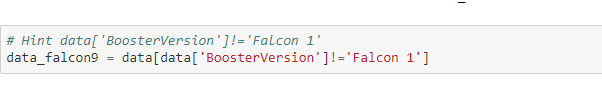 # Hint data['BoosterVersion']!='Falcon 1'
data_falcon9 = data[data['BoosterVersion']!='Falcon 1']